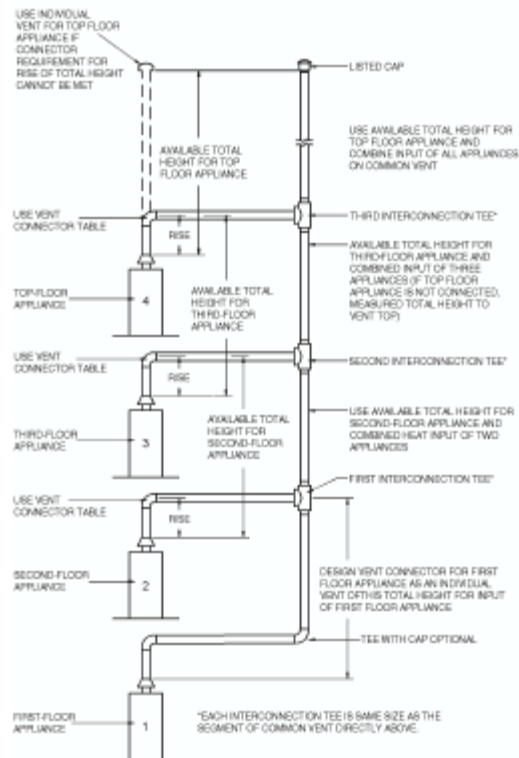 USE INDIVIDUAL
VENT FOR TOP FLOOR
APPLIANCE IF
CONNECTOR
REQUIREMENT FOR
RISE OF TOTAL HEIGHT
CANNOT BE MET
LISTED CAP
AVAILABLE TOTAL
HEIGHT FOR TOP
FLOOR APPLIANCE
USE AVAILABLE TOTAL HEIGHT FOR
TOP FLOOR APPLIANCE AND
COMBINE INPUT OF ALL APPLIANCES
ON COMMON VENT
USE VENT
CONNECTOR TABLE
RISE
THIRD INTERCONNECTION TEE*
AVAILABLE TOTAL HEIGHT FOR
THIRD-FLOOR APPLIANCE AND
COMBINED INPUT OF THREE
APPLIANCES (IF TOP FLOOR
APPLIANCE IS NOT CONNECTED,
MEASURED TOTAL HEIGHT TO
VENT TOP)
TOP-FLOOR
APPLIANCE
4
AVAILABLE TOTAL
HEIGHT FOR
THIRD-FLOOR
APPLIANCE
USE VENT
CONNECTOR TABLE
RISE
SECOND INTERCONNECTION TEE*
THIRD-FLOOR
APPLIANCE
3
AVAILABLE TOTAL
HEIGHT FOR
SECOND-FLOOR
APPLIANCE
USE AVAILABLE TOTAL HEIGHT FOR
SECOND-FLOOR APPLIANCE AND
COMBINED HEAT INPUT OF TWO
APPLIANCES
USE VENT
CONNECTOR TABLE
RISE
FIRST INTERCONNECTION TEE*
SECOND-FLOOR
APPLIANCE
2
DESIGN VENT CONNECTOR FOR FIRST
FLOOR APPLIANCE AS AN INDIVIDUAL
VENT OFTHIS TOTAL HEIGHT FOR INPUT
OF FIRST FLOOR APPLIANCE
TEE WITH CAP OPTIONAL
FIRST-FLOOR
APPLIANCE
1
*EACH INTERCONNECTION TEE IS SAME SIZE AS THE
SEGMENT OF COMMON VENT DIRECTLY ABOVE.